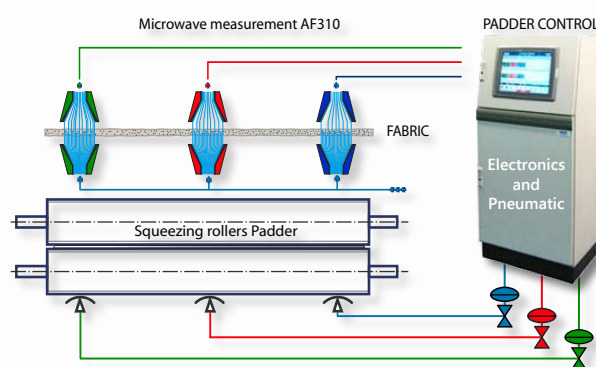 Microwave measurement AF310
PADDER CONTROL
FABRIC
Electronics
and
Pneumatic
Squeezing rollers Padder